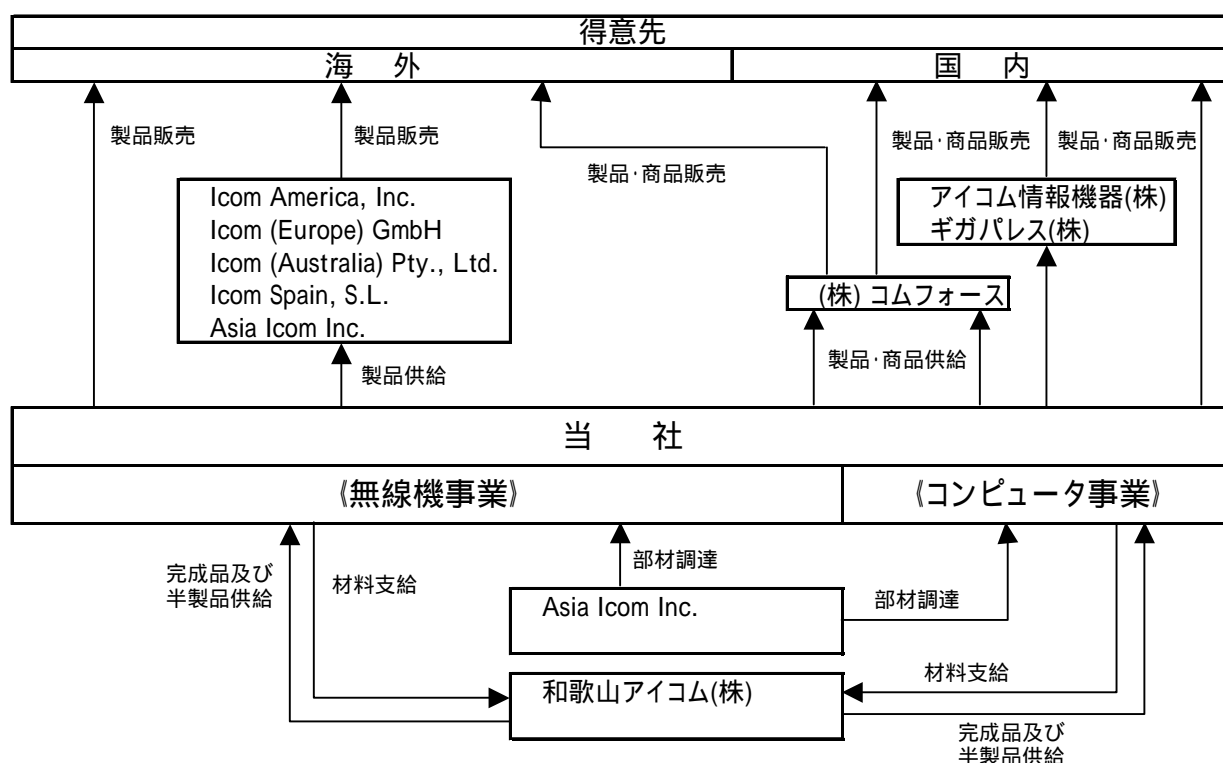 得意先
海 外
国 内
製品販売
製品販売
製品・商品販売
製品・商品販売
製品・商品販売
Icom America, Inc.
Icom (Europe) GmbH
Icom (Australia) Pty., Ltd.
Icom Spain, S.L.
Asia Icom Inc.
アイコム情報機器(株)
ギガパレス(株)
(株) コムフォース
製品供給
製品・商品供給
当 社
《無線機事業》
《コンピュータ事業》
完成品及び
半製品供給
材料支給
部材調達
Asia Icom Inc.
部材調達
和歌山アイコム(株)
材料支給
完成品及び
半製品供給